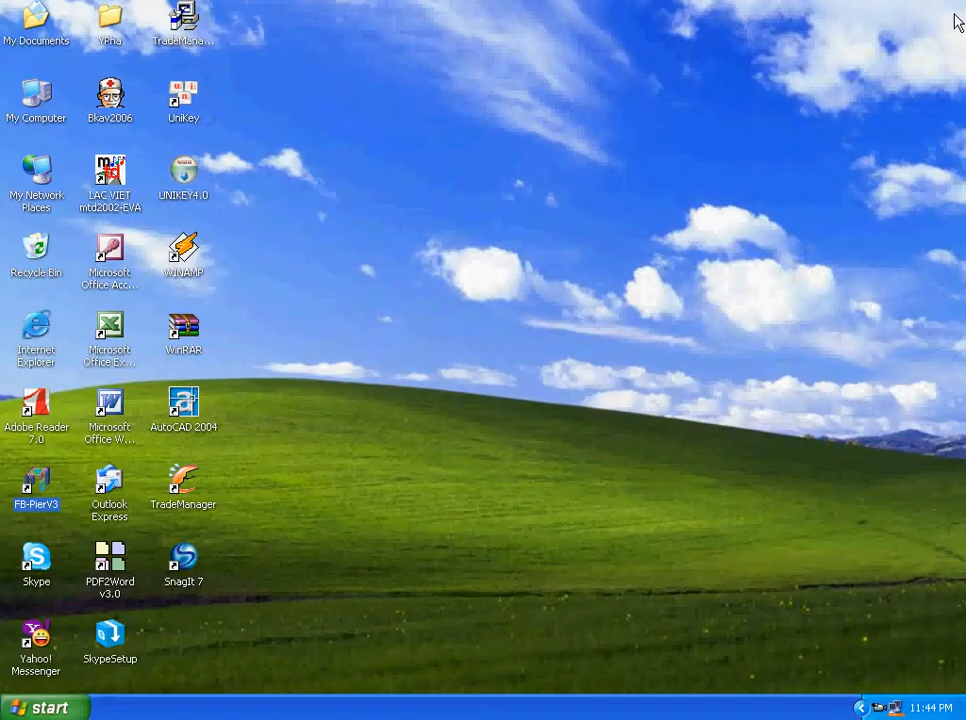 My Documents
YPha
TradeMana...
My Computer
Bkav2006
UniKey
My Network
Places
LAC VIET
mtd2002-EVA
UNIKEY4.0
Recycle Bin
Microsoft
Office Acc...
WINAMP
Internet
Explorer
Microsoft
Office Ex...
WinRAR
Adobe Reader
7.0
Microsoft
Office W...
AutoCAD 2004
FB-PierV3
Outlook
Express
TradeManager
Skype
PDF2Word
v3.0
SnagIt 7
Yahoo!
Messenger
SkypeSetup
start
11:44 PM